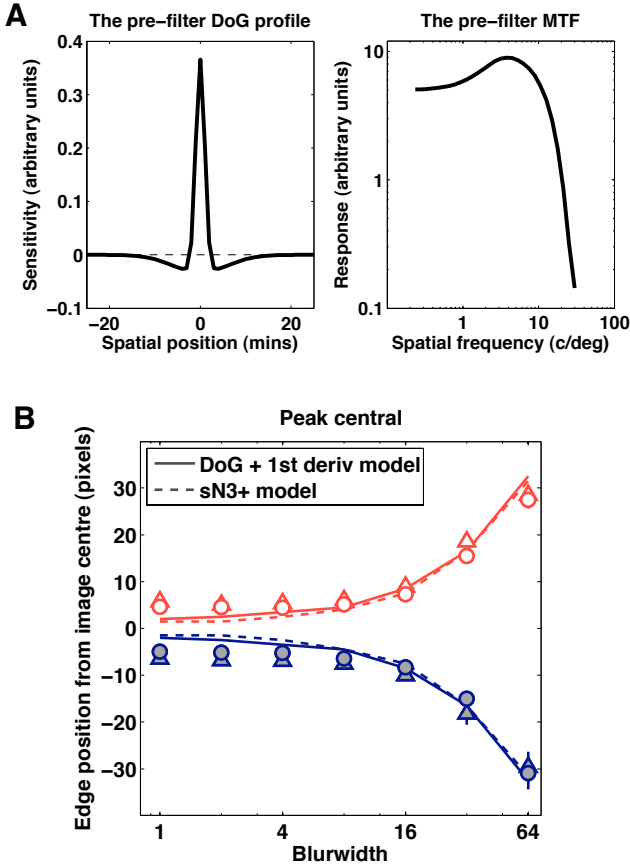 A
The pre−filter DoG profile
Sensitivity (arbitrary units)
0.4
0.3
0.2
0.1
0
−0.1
−20
0
20
Spatial position (mins)
The pre−filter MTF
Response (arbitrary units)
10
1
0.1
1
10
100
Spatial frequency (c/deg)
B
Peak central
Edge position from image centre (pixels)
DoG + 1st deriv model
sN3+ model
30
20
10
0
−10
−20
−30
1
4
16
64
Blurwidth